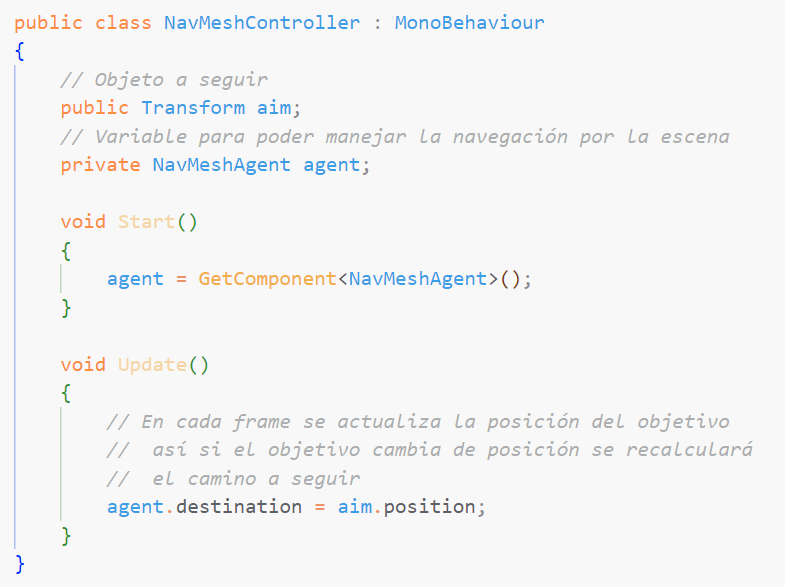 public class NavMeshController : MonoBehaviour
{
    // Objeto a seguir
    public Transform aim;
    // Variable para poder manejar la navegación por la escena
    private NavMeshAgent agent;

    void Start()
    {
        agent = GetComponent<NavMeshAgent>();
    }

    void Update()
    {
        // En cada frame se actualiza la posición del objetivo
        //  así si el objetivo cambia de posición se recalculará
        //  el camino a seguir
        agent.destination = aim.position;
    }
}